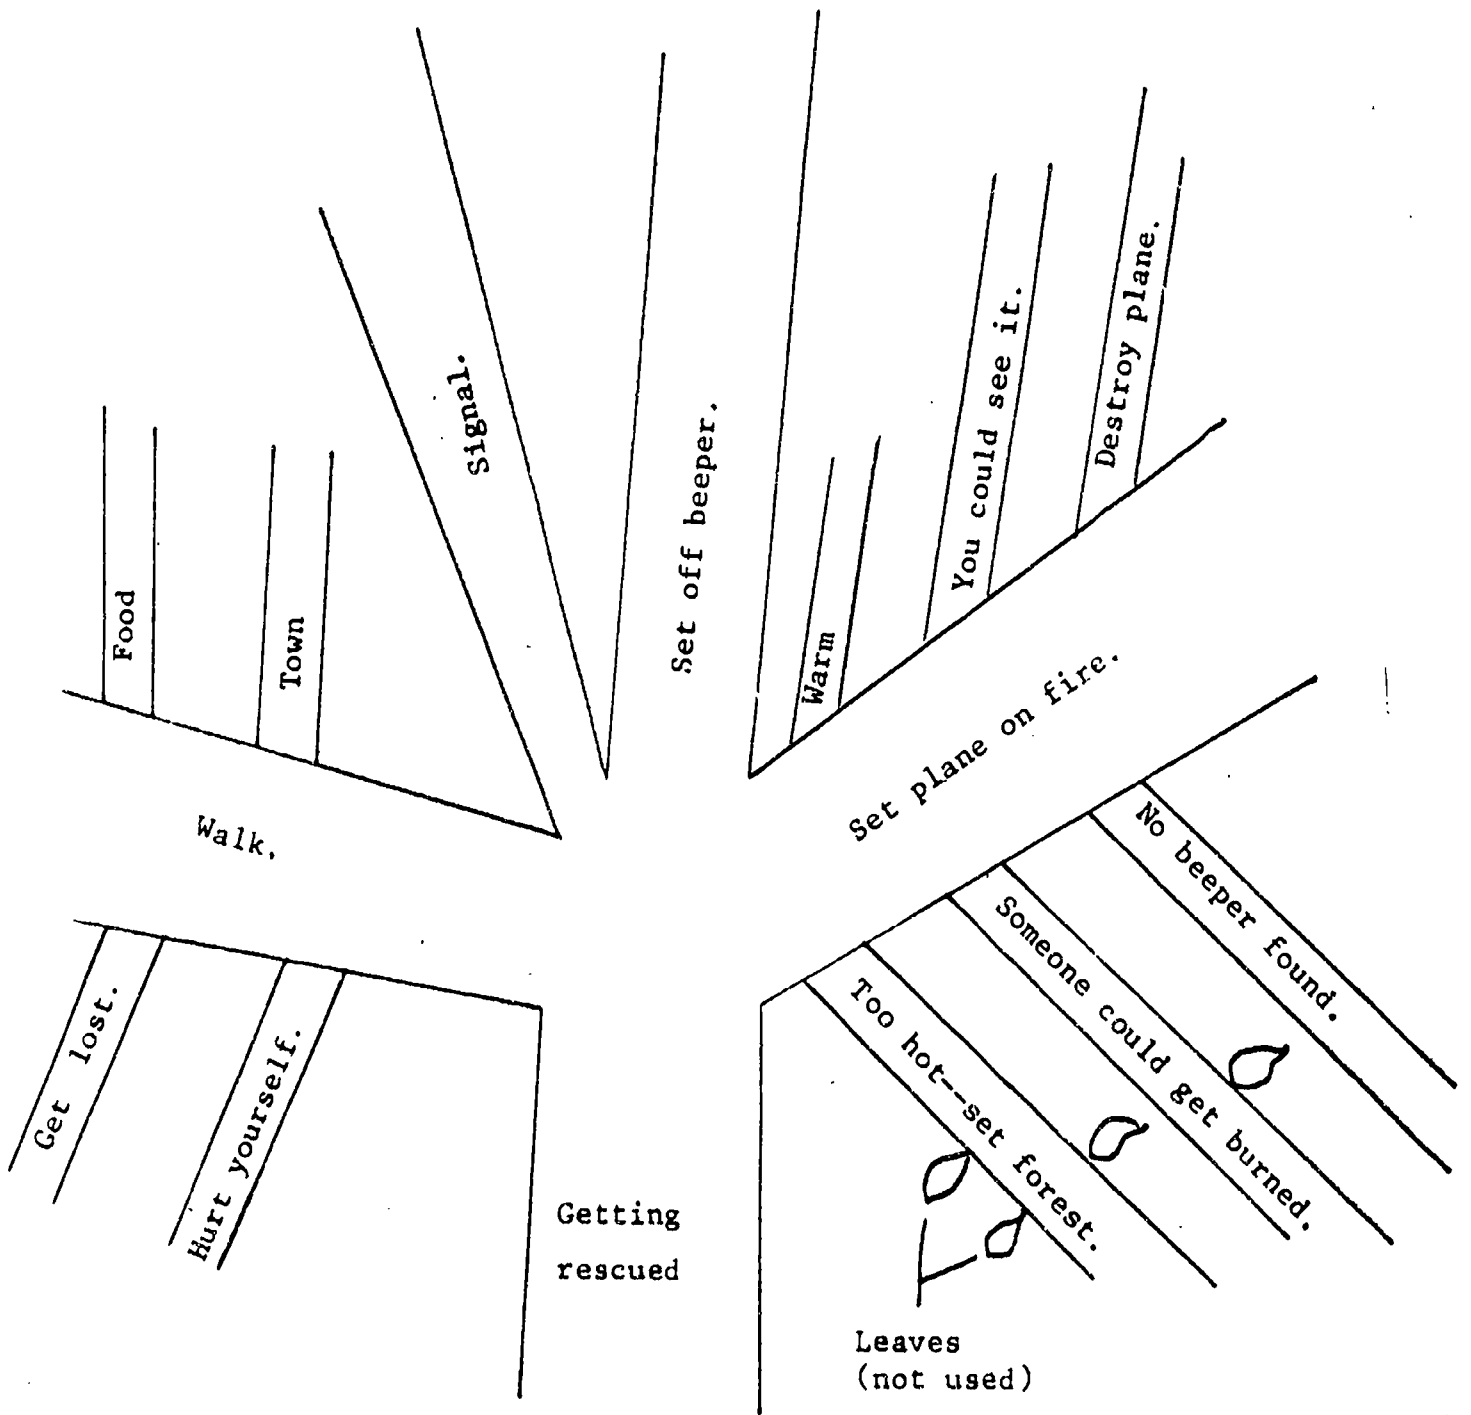 Signal.
Set off beeper.
You could see it.
Destroy plane.
Food
Town
Warm
Set plane on fire.
Walk.
No beeper found.
Someone could get burned.
Too hot--set forest.
Get lost.
Hurt yourself.
Getting
rescued
Leaves
(not used)